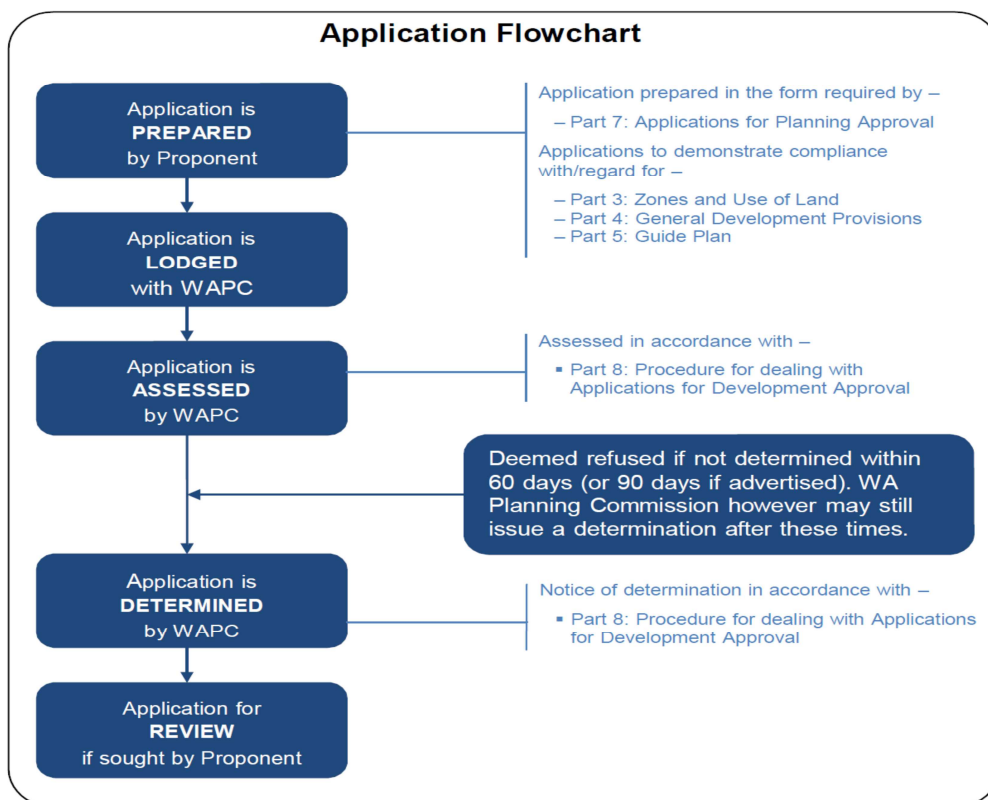 Application Flowchart
Application is
PREPARED
by Proponent
Application prepared in the form required by –
– Part 7: Applications for Planning Approval
Applications to demonstrate compliance
with/regard for –
– Part 3: Zones and Use of Land
– Part 4: General Development Provisions
– Part 5: Guide Plan
Application is
LODGED
with WAPC
Application is
ASSESSED
by WAPC
Assessed in accordance with –
▪ Part 8: Procedure for dealing with
Applications for Development Approval
Deemed refused if not determined within
60 days (or 90 days if advertised). WA
Planning Commission however may still
issue a determination after these times.
Application is
DETERMINED
by WAPC
Notice of determination in accordance with –
▪ Part 8: Procedure for dealing with Applications
for Development Approval
Application for
REVIEW
if sought by Proponent